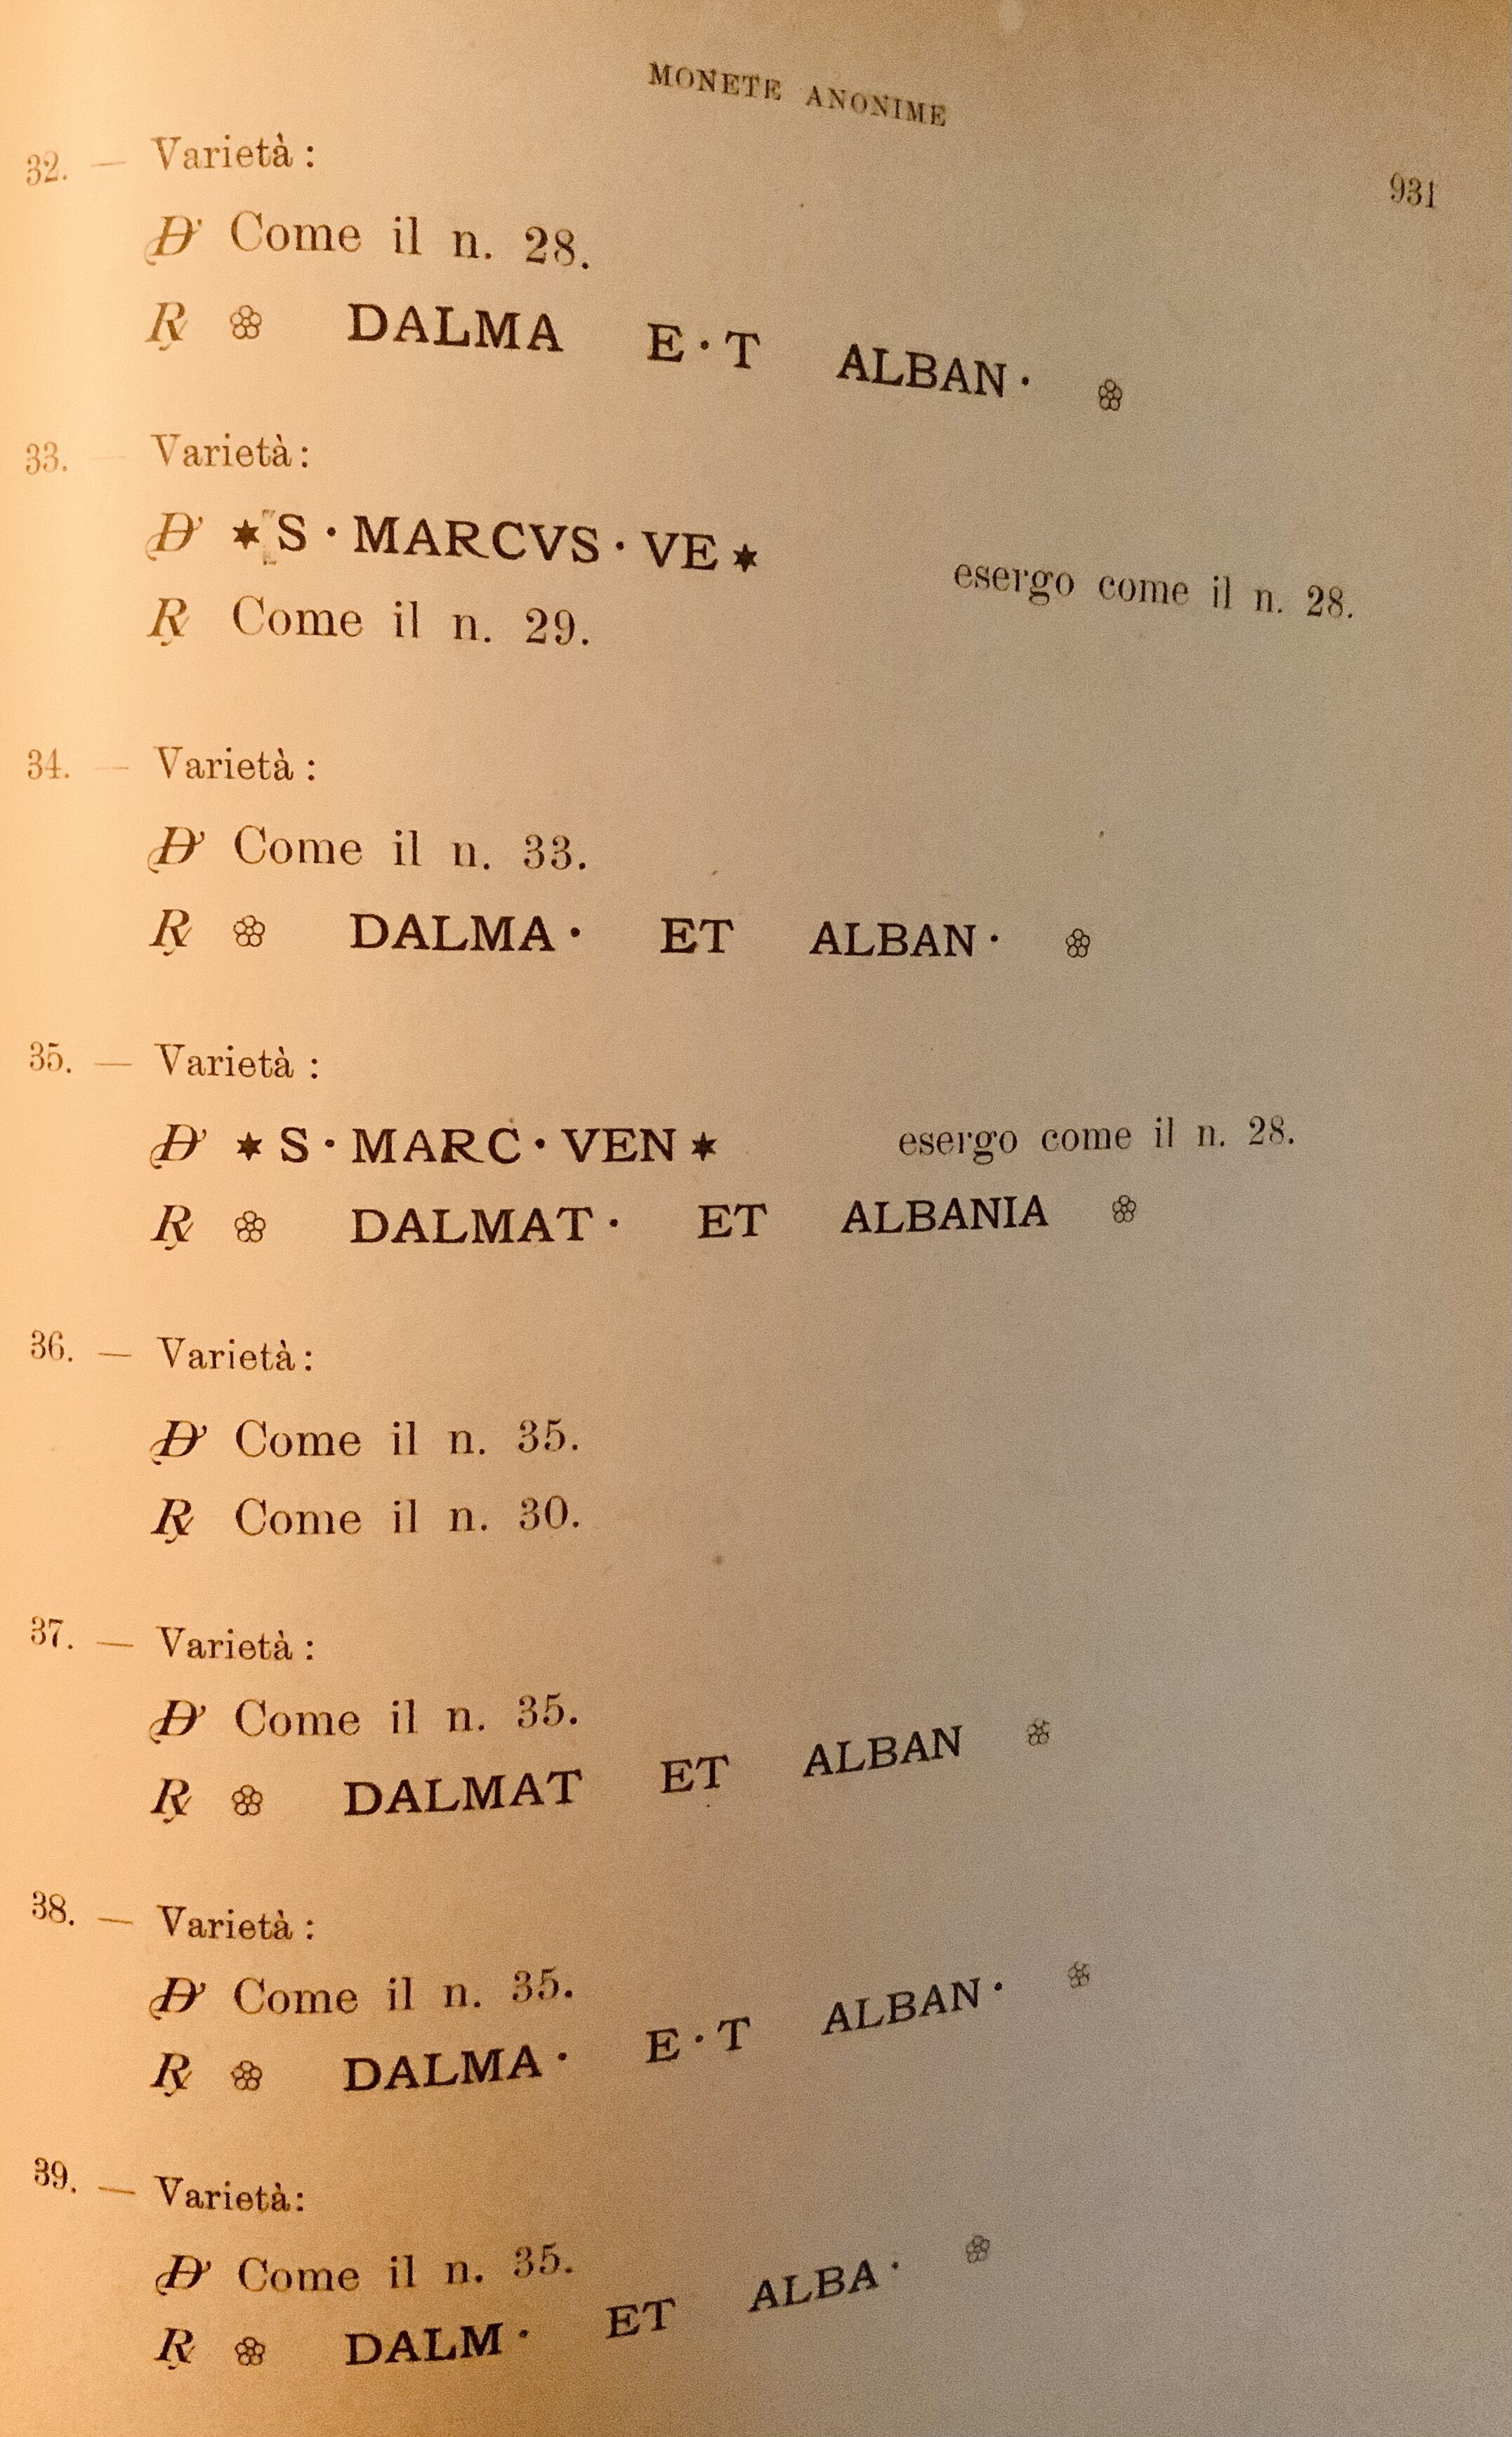 MONETE ANONIME
931
32. — Varietà :
D' Come il n. 28.
R ❀ DALMA E·T ALBAN· ❀
33. — Varietà :
D' ✶ S · MARCVS · VE ✶ esergo come il n. 28.
R Come il n. 29.
34. — Varietà :
D' Come il n. 33.
R ❀ DALMA· ET ALBAN· ❀
35. — Varietà :
D' ✶ S · MARC · VEN ✶ esergo come il n. 28.
R ❀ DALMAT· ET ALBANIA ❀
36. — Varietà :
D' Come il n. 35.
R Come il n. 30.
37. — Varietà :
D' Come il n. 35.
R ❀ DALMAT ET ALBAN ❀
38. — Varietà :
D' Come il n. 35.
R ❀ DALMA· E·T ALBAN· ❀
39. — Varietà:
D' Come il n. 35.
R ❀ DALM· ET ALBA· ❀